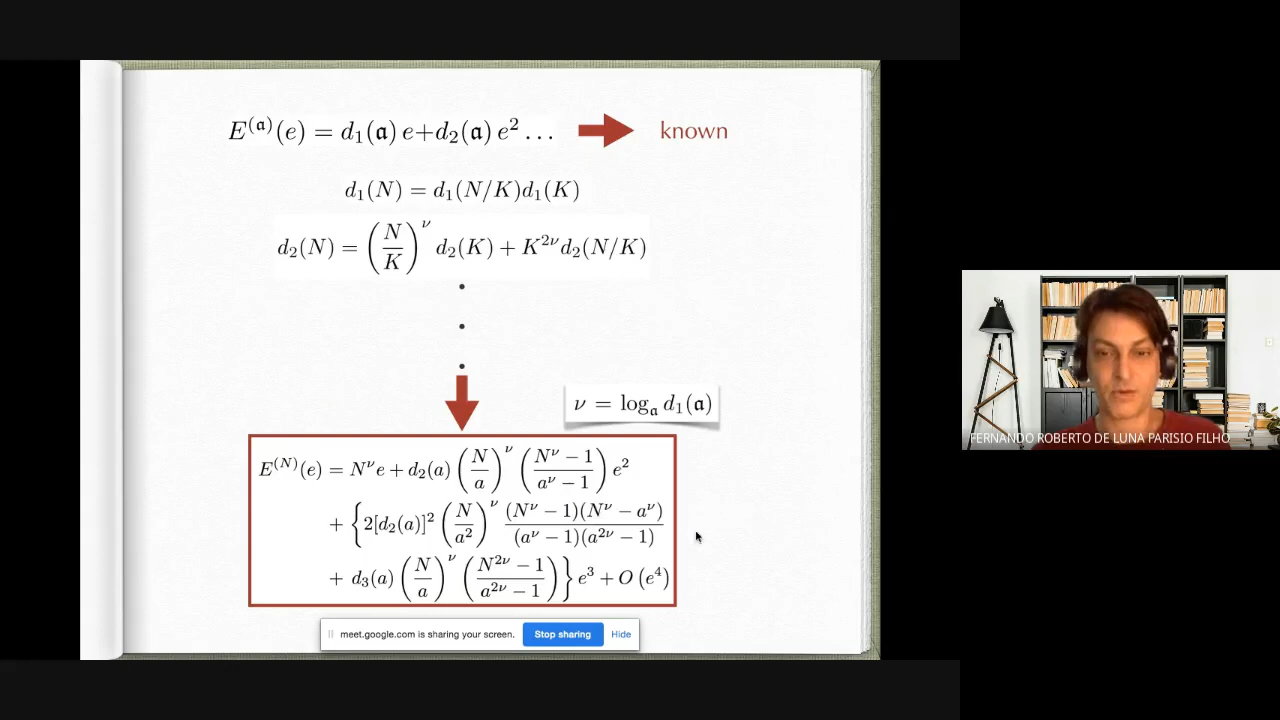 E^{(𝔞)}(e) = d_1(𝔞) e+d_2(𝔞) e^2 ... known
d_1(N) = d_1(N/K)d_1(K)
d_2(N) = (N/K)^ν d_2(K) + K^{2ν}d_2(N/K)
ν = log_𝔞 d_1(𝔞)
E^{(N)}(e) = N^ν e + d_2(a) (N/a)^ν ((N^ν − 1)/(a^ν − 1)) e^2
+ {2[d_2(a)]^2 (N/a^2)^ν ((N^ν − 1)(N^ν − a^ν))/((a^ν − 1)(a^{2ν} − 1))
+ d_3(a) (N/a)^ν ((N^{2ν} − 1)/(a^{2ν} − 1))} e^3 + O (e^4)
meet.google.com is sharing your screen. Stop sharing Hide
FERNANDO ROBERTO DE LUNA PARISIO FILHO